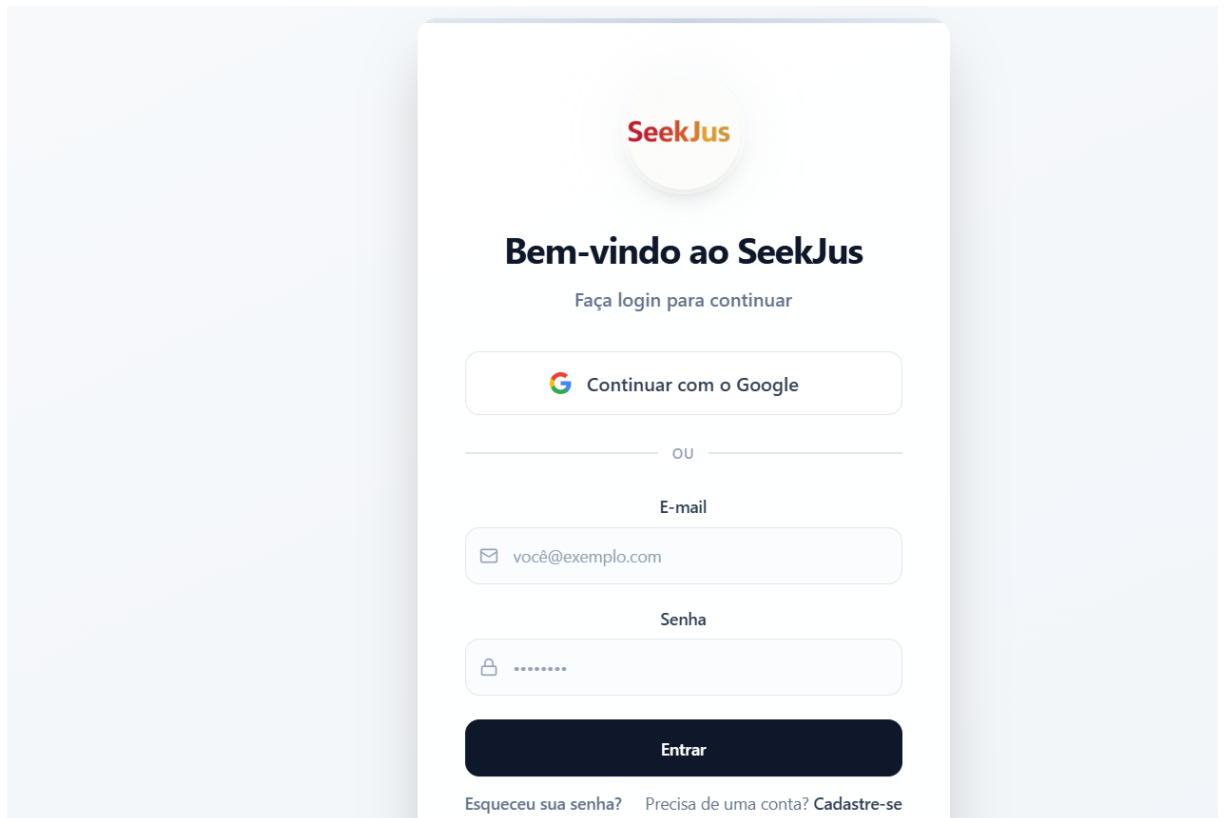 SeekJus
Bem-vindo ao SeekJus
Faça login para continuar
Continuar com o Google
OU
E-mail
você@exemplo.com
Senha
••••••••
Entrar
Esqueceu sua senha? Precisa de uma conta? Cadastre-se